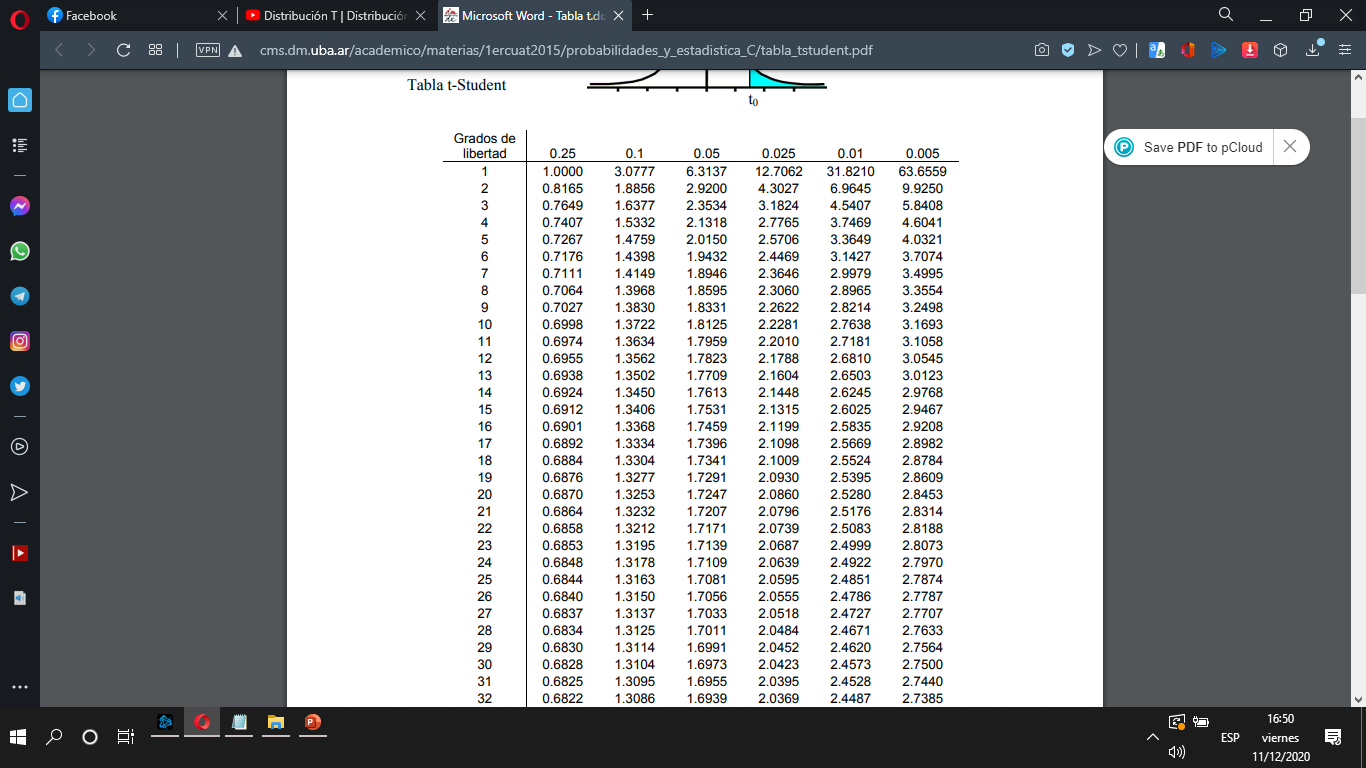 Facebook
Distribución T | Distribución
Microsoft Word - Tabla t.do
VPN
cms.dm.uba.ar/academico/materias/1ercuat2015/probabilidades_y_estadistica_C/tabla_tstudent.pdf
Tabla t-Student
t0
Save PDF to pCloud
Grados de
libertad 0.25 0.1 0.05 0.025 0.01 0.005
1 1.0000 3.0777 6.3137 12.7062 31.8210 63.6559
2 0.8165 1.8856 2.9200 4.3027 6.9645 9.9250
3 0.7649 1.6377 2.3534 3.1824 4.5407 5.8408
4 0.7407 1.5332 2.1318 2.7765 3.7469 4.6041
5 0.7267 1.4759 2.0150 2.5706 3.3649 4.0321
6 0.7176 1.4398 1.9432 2.4469 3.1427 3.7074
7 0.7111 1.4149 1.8946 2.3646 2.9979 3.4995
8 0.7064 1.3968 1.8595 2.3060 2.8965 3.3554
9 0.7027 1.3830 1.8331 2.2622 2.8214 3.2498
10 0.6998 1.3722 1.8125 2.2281 2.7638 3.1693
11 0.6974 1.3634 1.7959 2.2010 2.7181 3.1058
12 0.6955 1.3562 1.7823 2.1788 2.6810 3.0545
13 0.6938 1.3502 1.7709 2.1604 2.6503 3.0123
14 0.6924 1.3450 1.7613 2.1448 2.6245 2.9768
15 0.6912 1.3406 1.7531 2.1315 2.6025 2.9467
16 0.6901 1.3368 1.7459 2.1199 2.5835 2.9208
17 0.6892 1.3334 1.7396 2.1098 2.5669 2.8982
18 0.6884 1.3304 1.7341 2.1009 2.5524 2.8784
19 0.6876 1.3277 1.7291 2.0930 2.5395 2.8609
20 0.6870 1.3253 1.7247 2.0860 2.5280 2.8453
21 0.6864 1.3232 1.7207 2.0796 2.5176 2.8314
22 0.6858 1.3212 1.7171 2.0739 2.5083 2.8188
23 0.6853 1.3195 1.7139 2.0687 2.4999 2.8073
24 0.6848 1.3178 1.7109 2.0639 2.4922 2.7970
25 0.6844 1.3163 1.7081 2.0595 2.4851 2.7874
26 0.6840 1.3150 1.7056 2.0555 2.4786 2.7787
27 0.6837 1.3137 1.7033 2.0518 2.4727 2.7707
28 0.6834 1.3125 1.7011 2.0484 2.4671 2.7633
29 0.6830 1.3114 1.6991 2.0452 2.4620 2.7564
30 0.6828 1.3104 1.6973 2.0423 2.4573 2.7500
31 0.6825 1.3095 1.6955 2.0395 2.4528 2.7440
32 0.6822 1.3086 1.6939 2.0369 2.4487 2.7385
ESP
16:50
viernes
11/12/2020